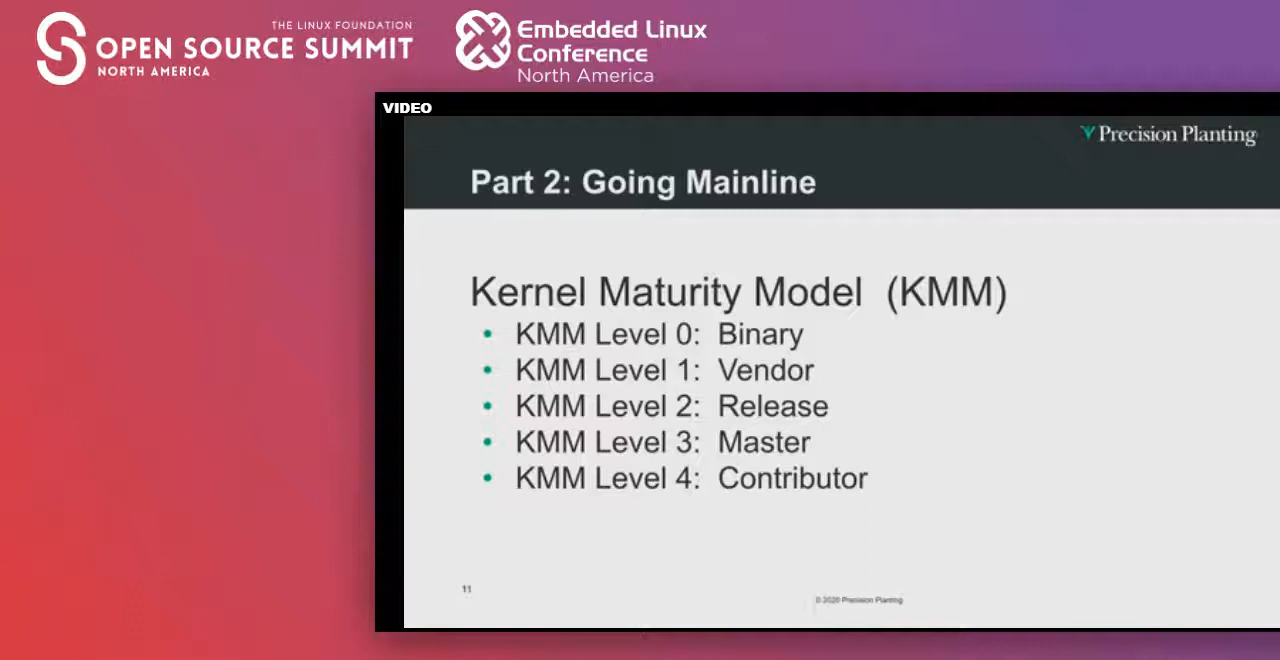 THE LINUX FOUNDATION
OPEN SOURCE SUMMIT
NORTH AMERICA
Embedded Linux
Conference
North America
VIDEO
Precision Planting
Part 2: Going Mainline
Kernel Maturity Model (KMM)
• KMM Level 0: Binary
• KMM Level 1: Vendor
• KMM Level 2: Release
• KMM Level 3: Master
• KMM Level 4: Contributor
11
© 2020 Precision Planting